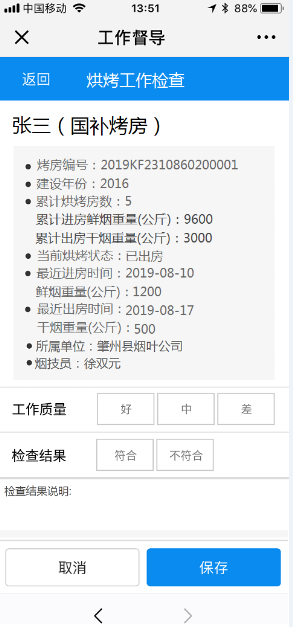 中国移动 13:51 88%
工作督导
返回 烘烤工作检查
张三（国补烤房）
烤房编号：2019KF2310860200001
建设年份：2016
累计烘烤房数：5
累计进房鲜烟重量(公斤)：9600
累计出房干烟重量(公斤)：3000
当前烘烤状态：已出房
最近进房时间：2019-08-10
鲜烟重量(公斤)：1200
最近出房时间：2019-08-17
干烟重量(公斤)：500
所属单位：肇州县烟叶公司
烟技员：徐双元
工作质量 好 中 差
检查结果 符合 不符合
检查结果说明:
取消 保存